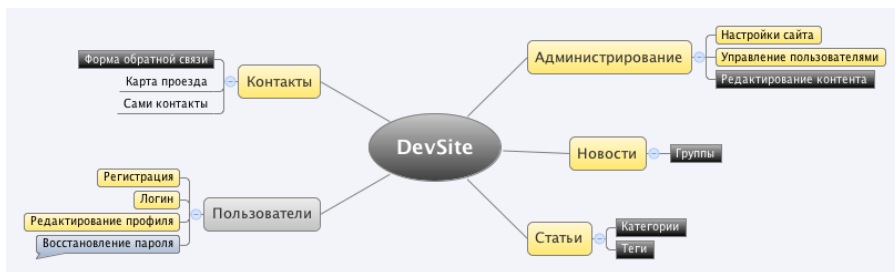 DevSite
Контакты
Форма обратной связи
Карта проезда
Сами контакты
Пользователи
Регистрация
Логин
Редактирование профиля
Восстановление пароля
Администрирование
Настройки сайта
Управление пользователями
Редактирование контента
Новости
Группы
Статьи
Категории
Теги